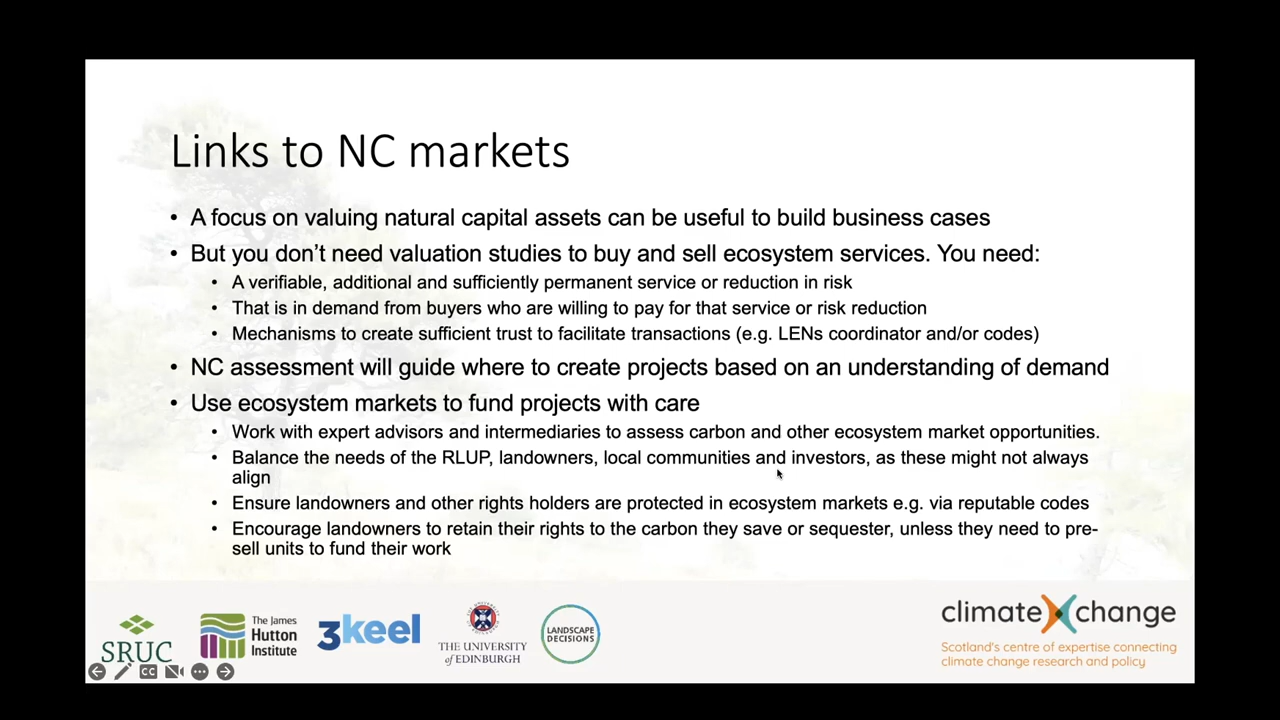 Links to NC markets
• A focus on valuing natural capital assets can be useful to build business cases
• But you don’t need valuation studies to buy and sell ecosystem services. You need:
• A verifiable, additional and sufficiently permanent service or reduction in risk
• That is in demand from buyers who are willing to pay for that service or risk reduction
• Mechanisms to create sufficient trust to facilitate transactions (e.g. LENs coordinator and/or codes)
• NC assessment will guide where to create projects based on an understanding of demand
• Use ecosystem markets to fund projects with care
• Work with expert advisors and intermediaries to assess carbon and other ecosystem market opportunities.
• Balance the needs of the RLUP, landowners, local communities and investors, as these might not always
align
• Ensure landowners and other rights holders are protected in ecosystem markets e.g. via reputable codes
• Encourage landowners to retain their rights to the carbon they save or sequester, unless they need to pre-
sell units to fund their work
SRUC
The James
Hutton
Institute
3keel
THE UNIVERSITY
of EDINBURGH
LANDSCAPE
DECISIONS
climateXchange
Scotland's centre of expertise connecting
climate change research and policy
CC